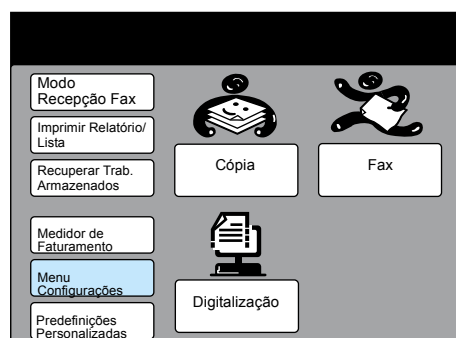 Modo
Recepção Fax
Imprimir Relatório/
Lista
Recuperar Trab.
Armazenados
Medidor de
Faturamento
Menu
Configurações
Predefinições
Personalizadas
Cópia
Fax
Digitalização